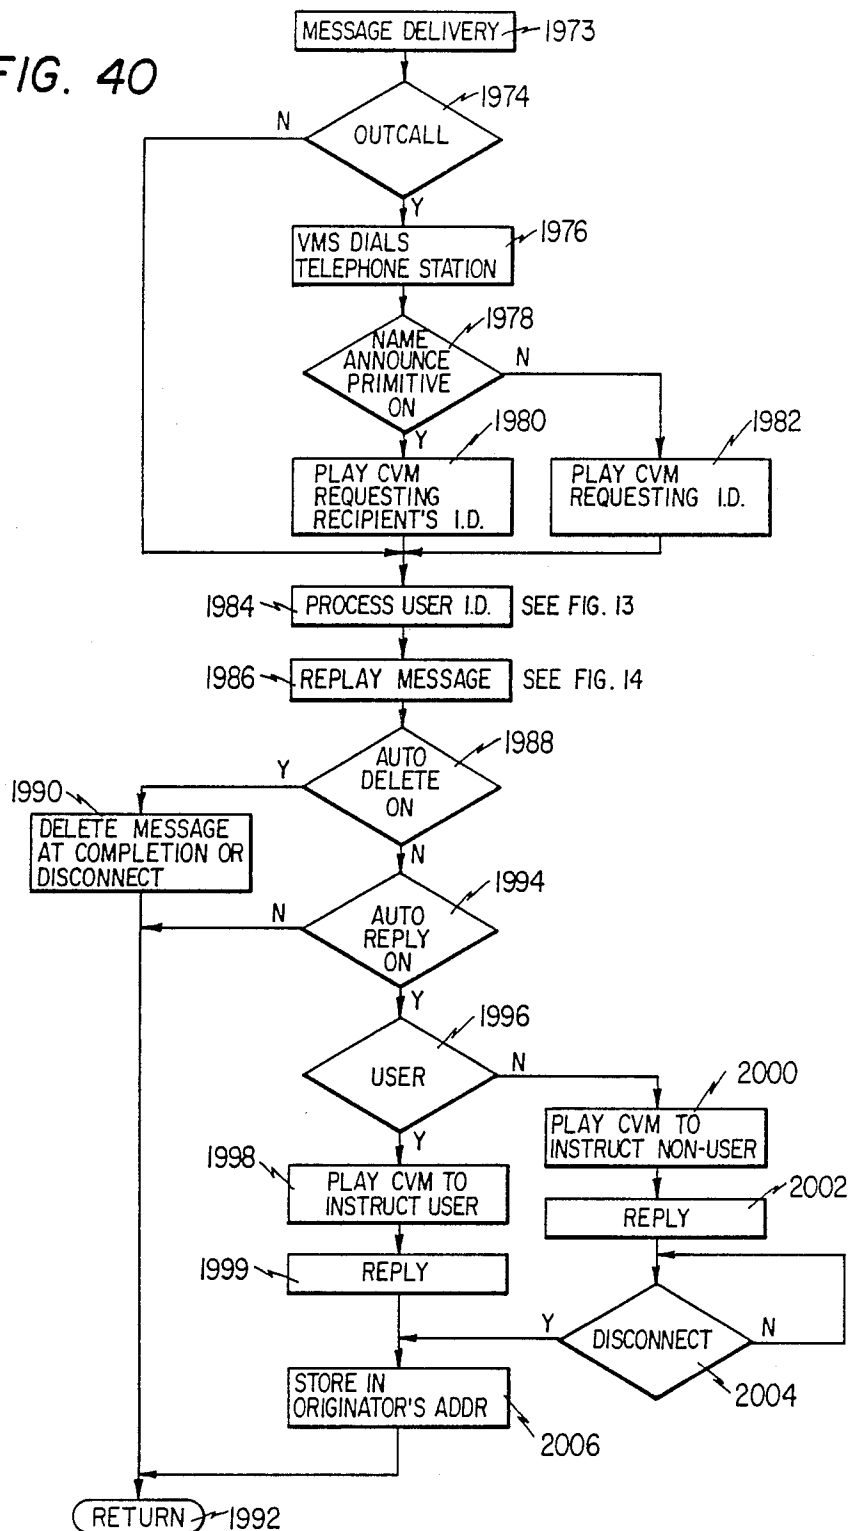 FIG. 40
MESSAGE DELIVERY
1973
1974
N
OUTCALL
Y
1976
VMS DIALS
TELEPHONE STATION
1978
NAME
ANNOUNCE
PRIMITIVE
ON
N
Y
1980
1982
PLAY CVM
REQUESTING
RECIPIENT'S I.D.
PLAY CVM
REQUESTING I.D.
1984
PROCESS USER I.D.
SEE FIG. 13
1986
REPLAY MESSAGE
SEE FIG. 14
1988
Y
AUTO
DELETE
ON
1990
DELETE MESSAGE
AT COMPLETION OR
DISCONNECT
N
1994
N
AUTO
REPLY
ON
Y
1996
USER
N
2000
PLAY CVM TO
INSTRUCT NON-USER
Y
1998
PLAY CVM TO
INSTRUCT USER
2002
REPLY
1999
REPLY
Y
DISCONNECT
N
2004
STORE IN
ORIGINATOR'S ADDR
2006
RETURN
1992